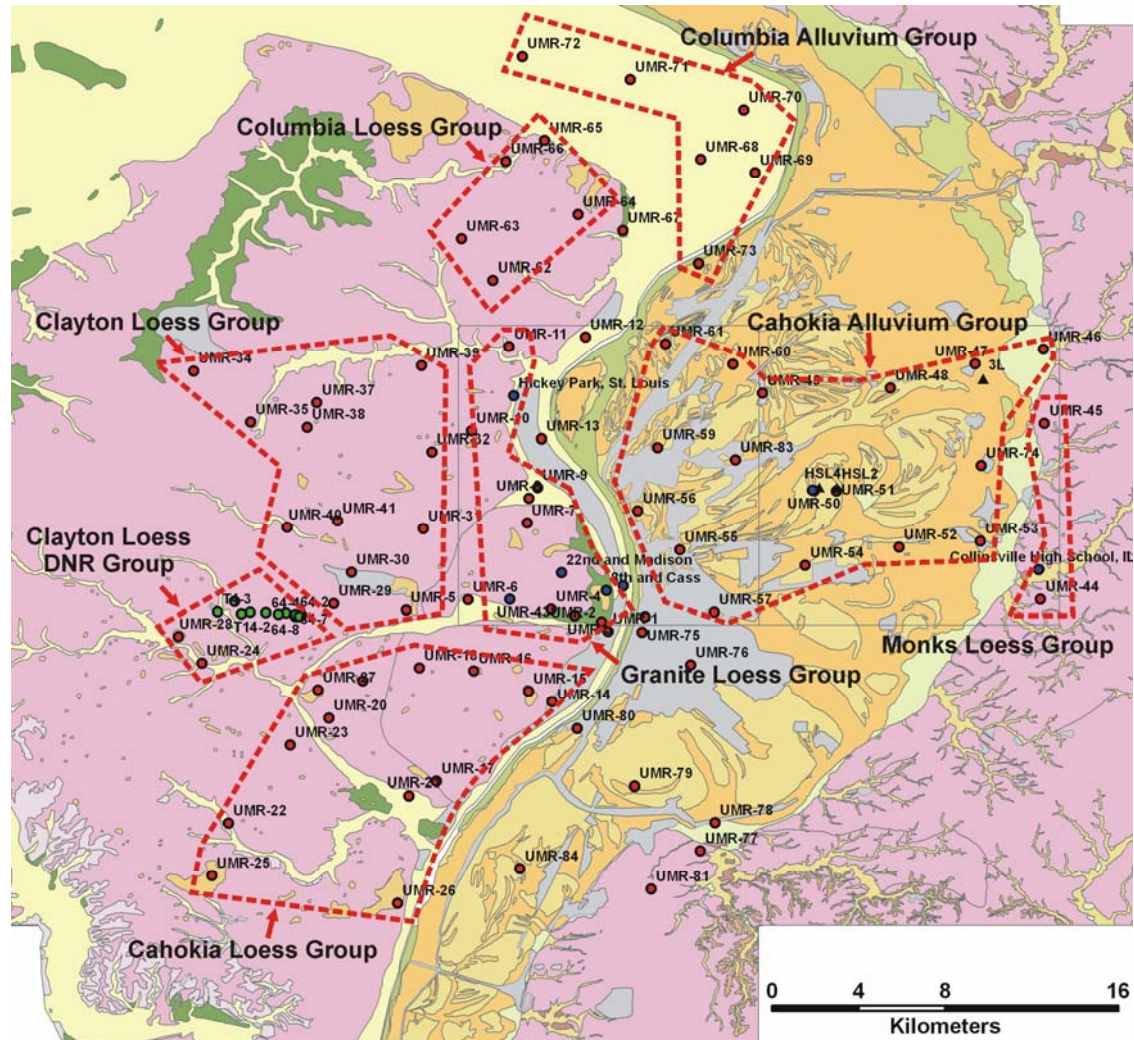 UMR-72
Columbia Alluvium Group
UMR-71
UMR-70
Columbia Loess Group
UMR-65
UMR-66
UMR-68
UMR-69
UMR-64
UMR-67
UMR-63
UMR-73
UMR-62
Clayton Loess Group
UMR-11
UMR-12
UMR-61
Cahokia Alluvium Group
UMR-46
UMR-34
UMR-39
UMR-60
UMR-47
3L
UMR-37
Hickey Park, St. Louis
UMR-48
UMR-35
UMR-38
UMR-45
UMR-32
UMR-13
UMR-59
UMR-83
UMR-74
UMR-9
HSL4
HSL2
UMR-51
UMR-50
UMR-56
UMR-7
UMR-40
UMR-41
Clayton Loess
DNR Group
UMR-52
UMR-53
UMR-55
UMR-54
Collinsville High School, IL
UMR-30
22nd and Madison
8th and Cass
UMR-6
UMR-4
UMR-44
UMR-29
UMR-5
UMR-2
UMR-57
UMR-28
T14-2
64-8
UMR-24
UMR-75
UMR-76
Monks Loess Group
Granite Loess Group
UMR-18
UMR-16
UMR-15
UMR-14
UMR-20
UMR-80
UMR-23
UMR-79
UMR-22
UMR-78
UMR-77
UMR-25
UMR-84
UMR-81
UMR-26
Cahokia Loess Group
0 4 8 16
Kilometers